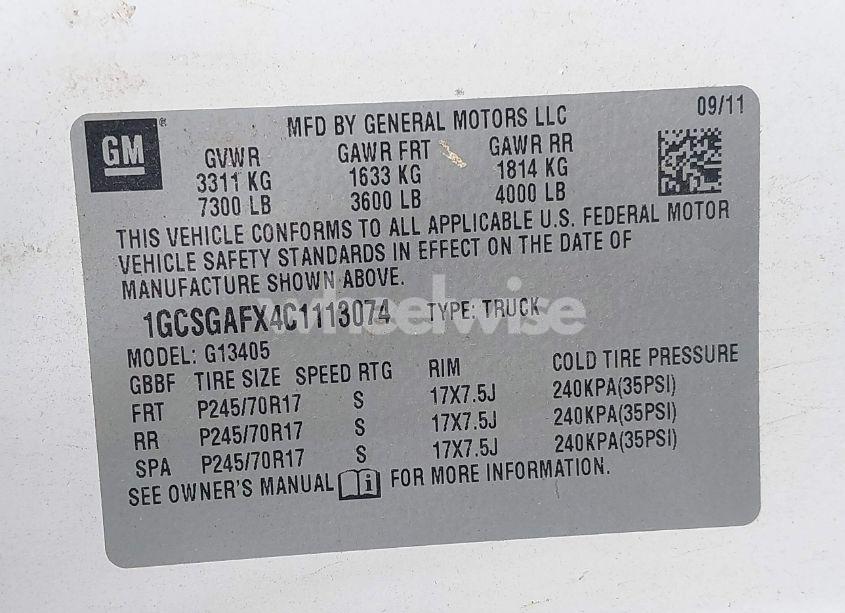 09/11
GM®
MFD BY GENERAL MOTORS LLC
GVWR GAWR FRT GAWR RR
3311 KG 1633 KG 1814 KG
7300 LB 3600 LB 4000 LB
THIS VEHICLE CONFORMS TO ALL APPLICABLE U.S. FEDERAL MOTOR
VEHICLE SAFETY STANDARDS IN EFFECT ON THE DATE OF
MANUFACTURE SHOWN ABOVE.
1GCSGAFX4C1113074 TYPE: TRUCK
wheelwise
MODEL: G13405
GBBF TIRE SIZE SPEED RTG RIM COLD TIRE PRESSURE
FRT P245/70R17 S 17X7.5J 240KPA(35PSI)
RR P245/70R17 S 17X7.5J 240KPA(35PSI)
SPA P245/70R17 S 17X7.5J 240KPA(35PSI)
SEE OWNER'S MANUAL i FOR MORE INFORMATION.